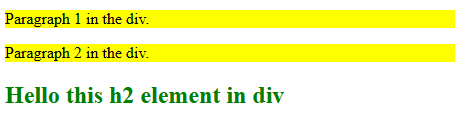 Paragraph 1 in the div.
Paragraph 2 in the div.
Hello this h2 element in div